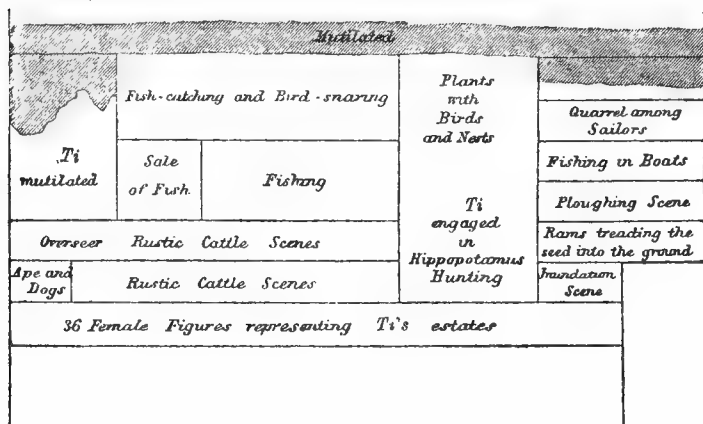 Mutilated
Fish-catching and Bird-snaring
Plants
with
Birds
and Nests
Quarrel among
Sailors
Ti
mutilated
Sale
of Fish
Fishing
Fishing in Boats
Ploughing Scene
Ti
engaged
in
Hippopotamus
Hunting
Rams treading the
seed into the ground
Overseer Rustic Cattle Scenes
Ape and
Dogs
Rustic Cattle Scenes
Inundation
Scene
36 Female Figures representing Ti's estates